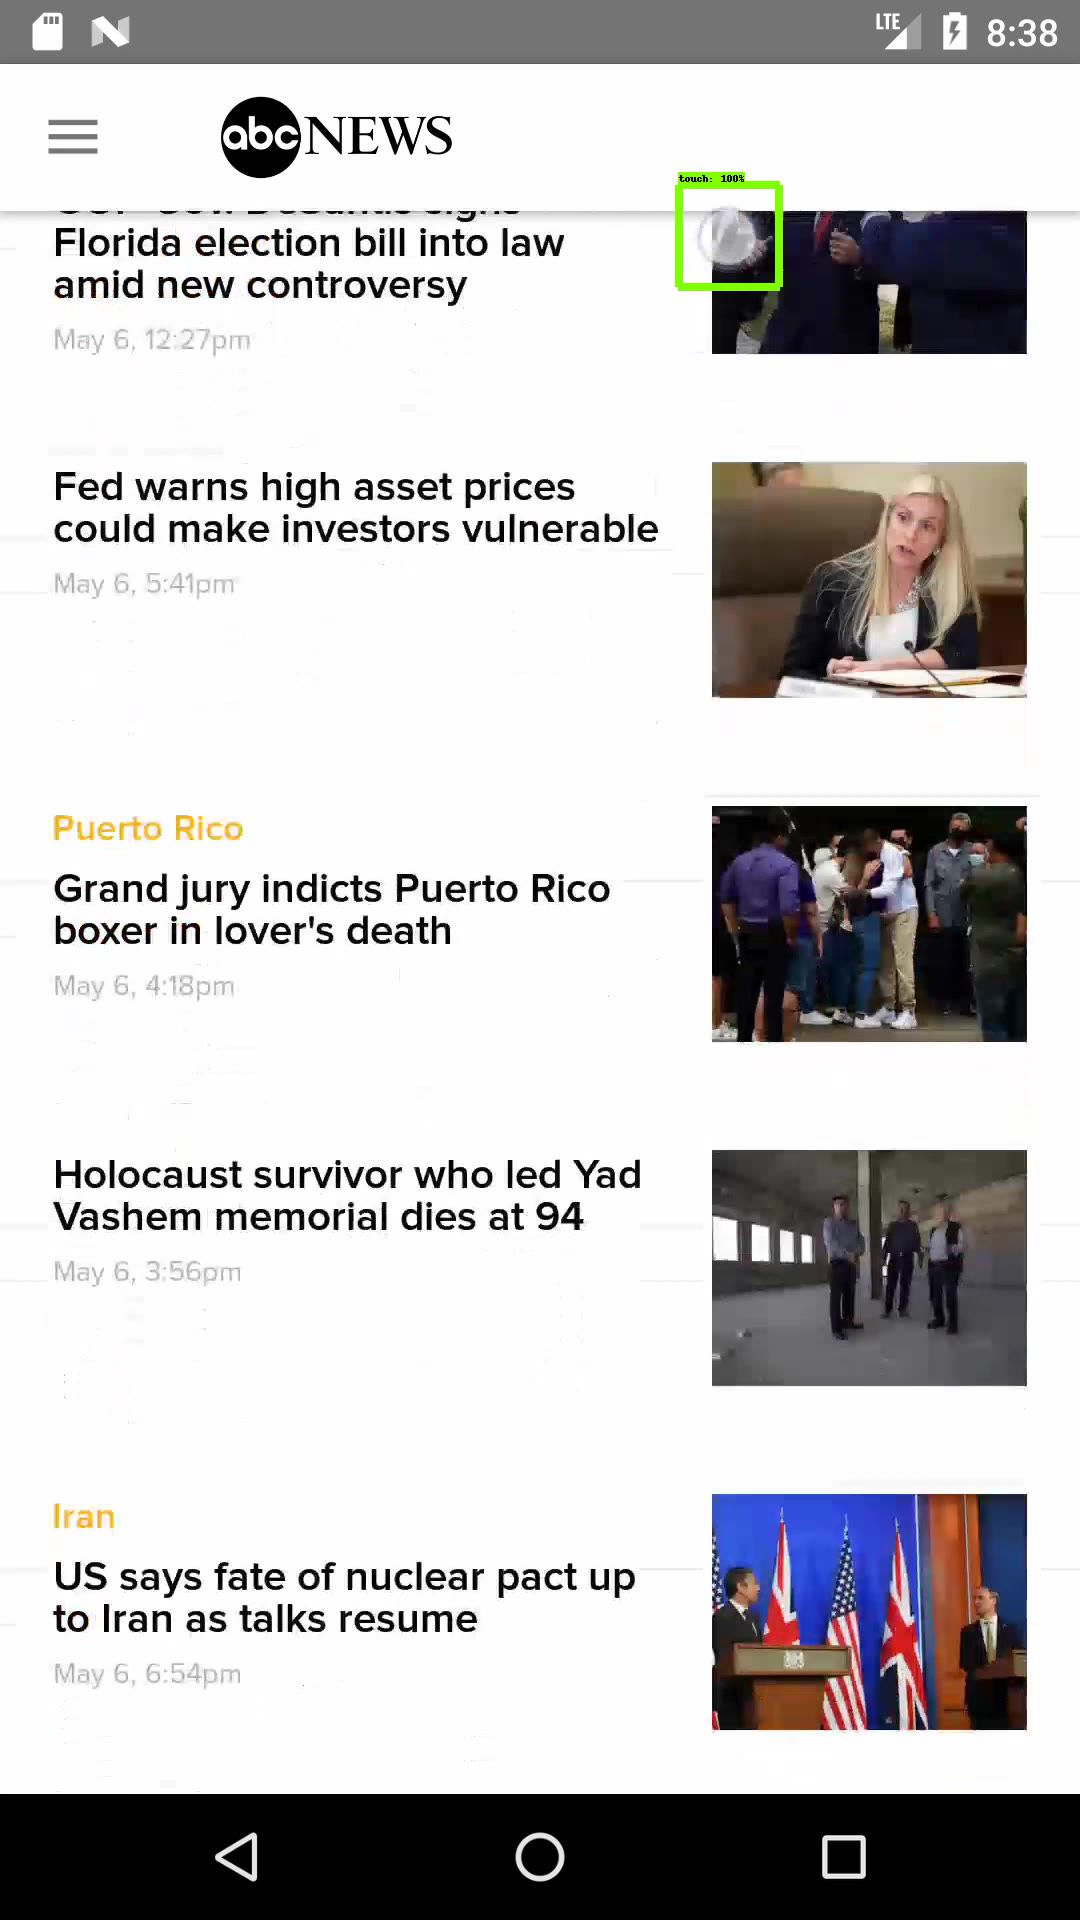 LTE 8:38
abc NEWS
touch: 100%
GOP Gov. DeSantis signs
Florida election bill into law
amid new controversy
May 6, 12:27pm
Fed warns high asset prices
could make investors vulnerable
May 6, 5:41pm
Puerto Rico
Grand jury indicts Puerto Rico
boxer in lover's death
May 6, 4:18pm
Holocaust survivor who led Yad
Vashem memorial dies at 94
May 6, 3:56pm
Iran
US says fate of nuclear pact up
to Iran as talks resume
May 6, 6:54pm